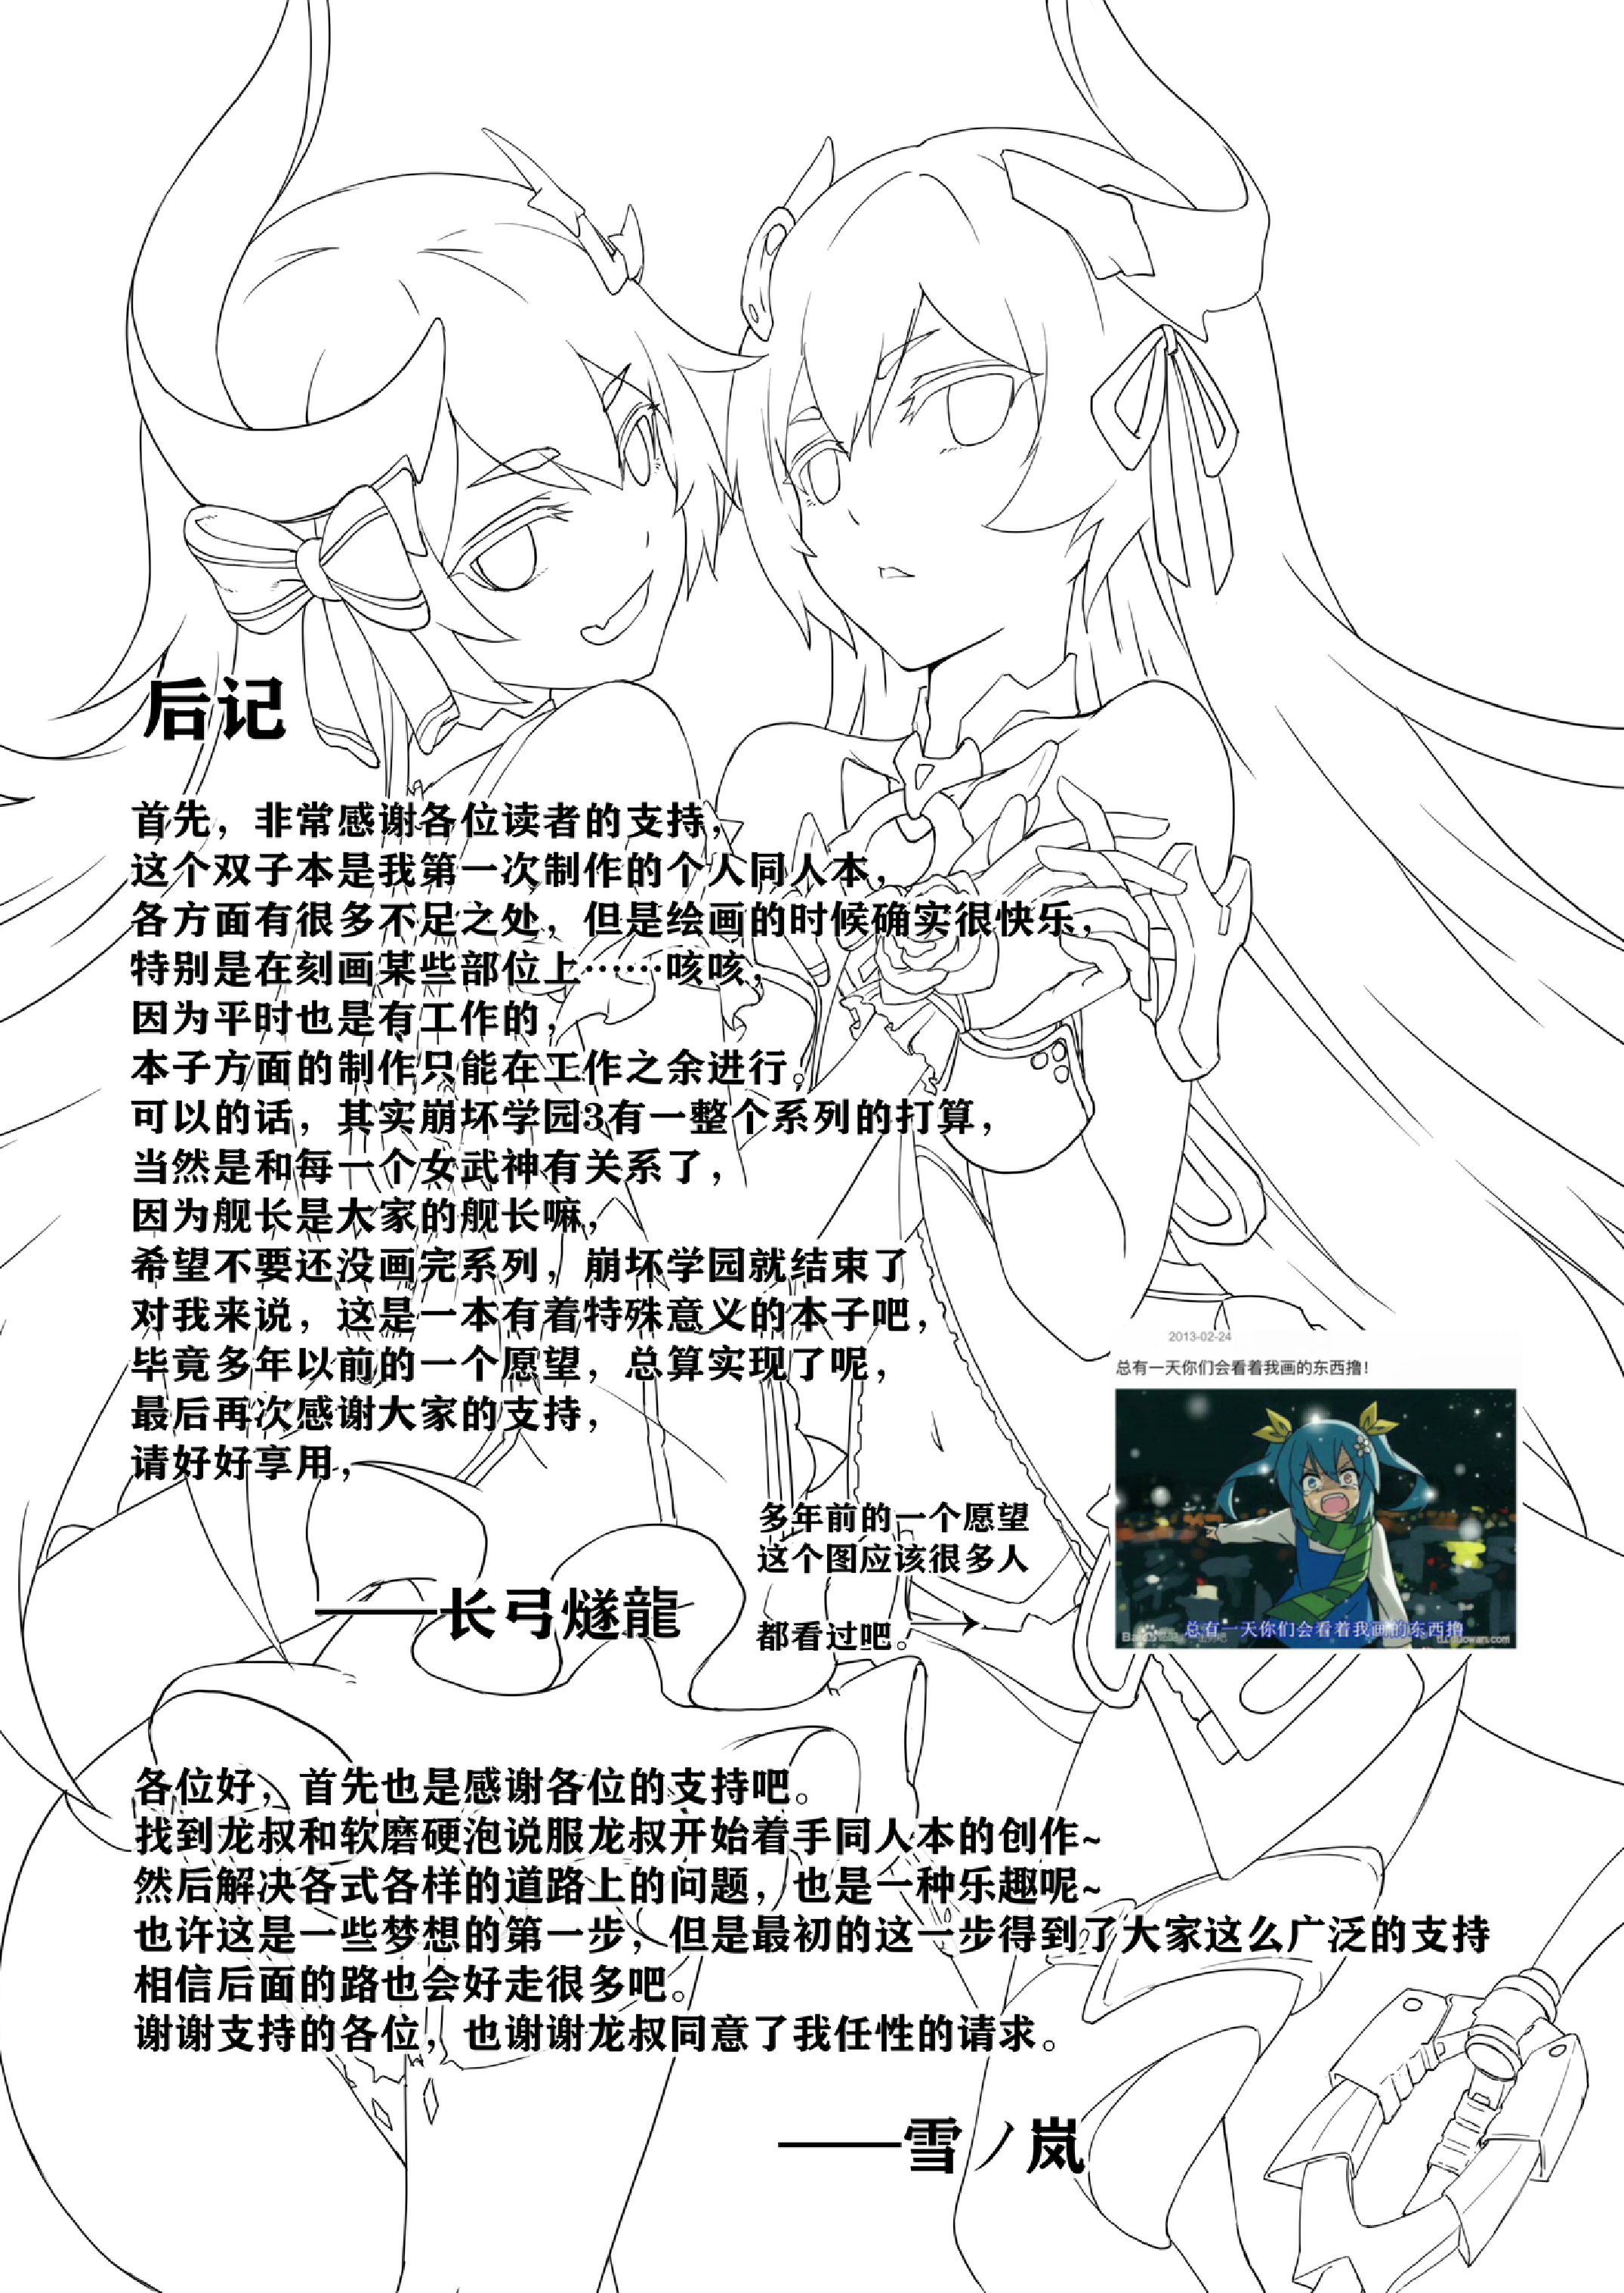 后记
首先，非常感谢各位读者的支持，
这个双子本是我第一次制作的个人同人本，
各方面有很多不足之处，但是绘画的时候确实很快乐，
特别是在刻画某些部位上……咳咳，
因为平时也是有工作的，
本子方面的制作只能在工作之余进行。
可以的话，其实崩坏学园3有一整个系列的打算，
当然是和每一个女武神有关系了，
因为舰长是大家的舰长嘛，
希望不要还没画完系列，崩坏学园就结束了
对我来说，这是一本有着特殊意义的本子吧，
毕竟多年以前的一个愿望，总算实现了呢，
最后再次感谢大家的支持，
请好好享用，
——长弓燧龍
多年前的一个愿望
这个图应该很多人
都看过吧。
2013-02-24
总有一天你们会看着我画的东西撸！
总有一天你们会看着我画的东西撸
各位好，首先也是感谢各位的支持吧。
找到龙叔和软磨硬泡说服龙叔开始着手同人本的创作~
然后解决各式各样的道路上的问题，也是一种乐趣呢~
也许这是一些梦想的第一步，但是最初的这一步得到了大家这么广泛的支持
相信后面的路也会好走很多吧。
谢谢支持的各位，也谢谢龙叔同意了我任性的请求。
——雪ノ岚